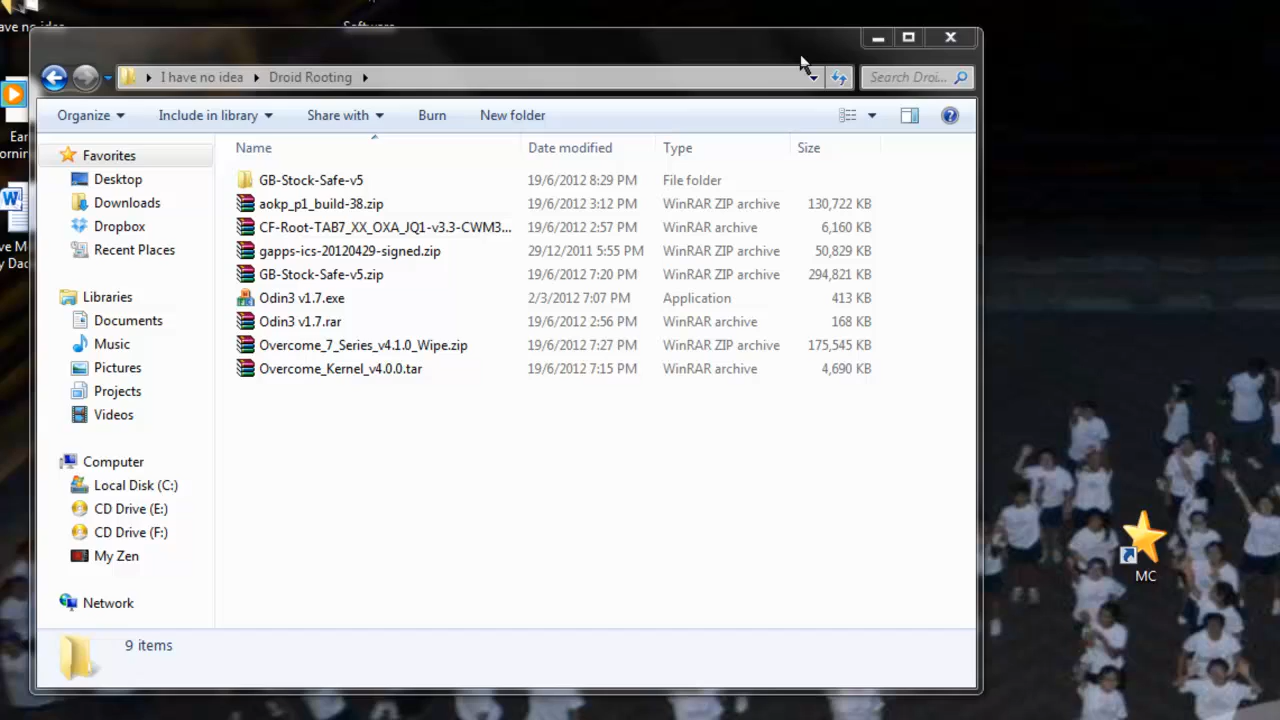 ave no idea
I have no idea
Droid Rooting
Search Droi...
Organize
Include in library
Share with
Burn
New folder
Name
Date modified
Type
Size
Favorites
Desktop
Downloads
Dropbox
Recent Places
Libraries
Documents
Music
Pictures
Projects
Videos
Computer
Local Disk (C:)
CD Drive (E:)
CD Drive (F:)
My Zen
Network
GB-Stock-Safe-v5 19/6/2012 8:29 PM File folder
aokp_p1_build-38.zip 19/6/2012 3:12 PM WinRAR ZIP archive 130,722 KB
CF-Root-TAB7_XX_OXA_JQ1-v3.3-CWM3... 19/6/2012 2:57 PM WinRAR archive 6,160 KB
gapps-ics-20120429-signed.zip 29/12/2011 5:55 PM WinRAR ZIP archive 50,829 KB
GB-Stock-Safe-v5.zip 19/6/2012 7:20 PM WinRAR ZIP archive 294,821 KB
Odin3 v1.7.exe 2/3/2012 7:07 PM Application 413 KB
Odin3 v1.7.rar 19/6/2012 2:56 PM WinRAR archive 168 KB
Overcome_7_Series_v4.1.0_Wipe.zip 19/6/2012 7:27 PM WinRAR ZIP archive 175,545 KB
Overcome_Kernel_v4.0.0.tar 19/6/2012 7:15 PM WinRAR archive 4,690 KB
9 items
Ear
orning
ve M
y Dad
MC